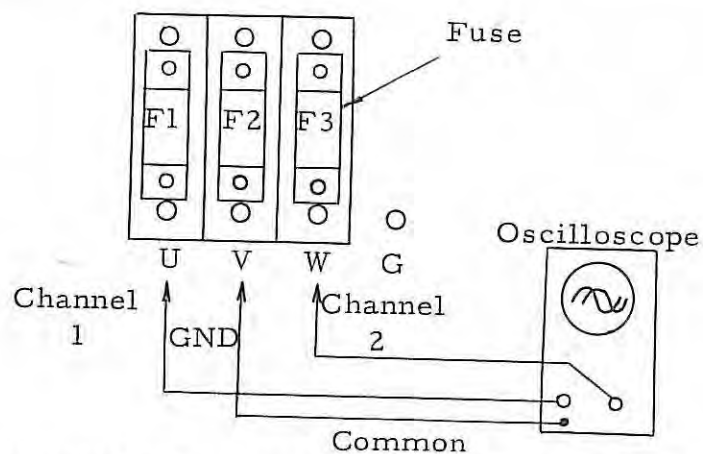 Fuse
F1 F2 F3
Oscilloscope
U V W G
Channel
1
GND
Channel
2
Common